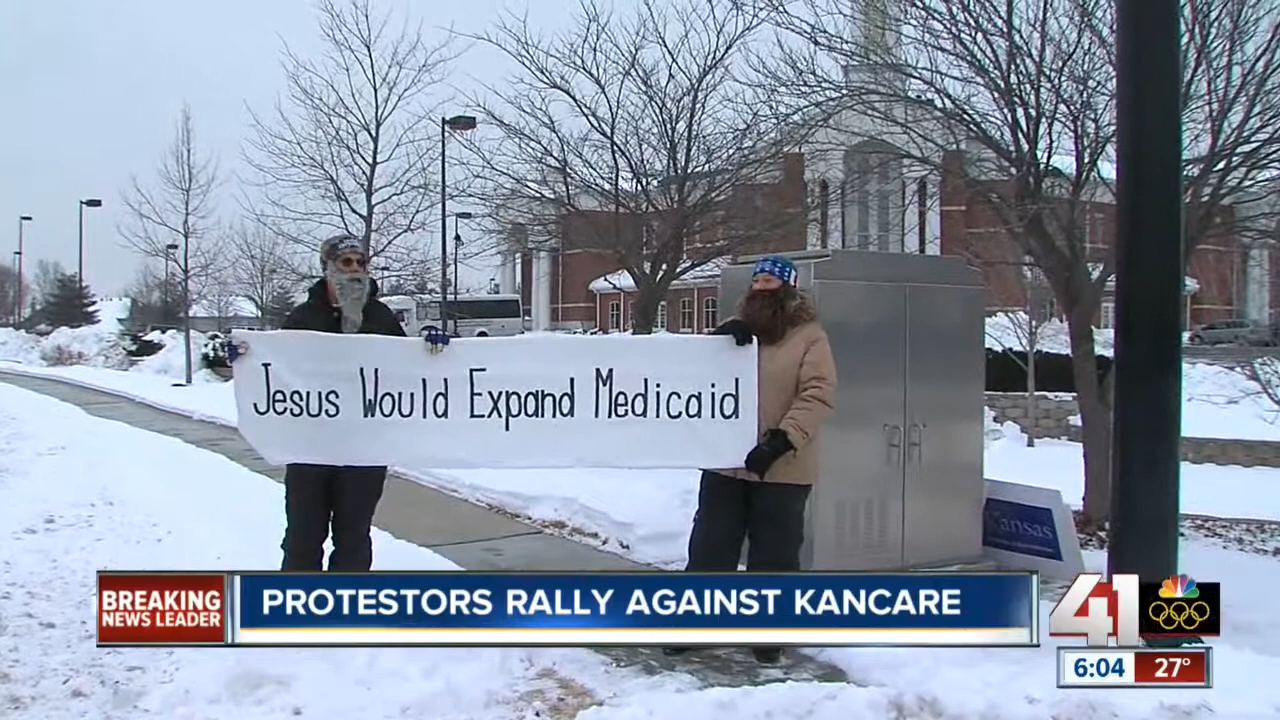 Jesus Would Expand Medicaid
Kansas
BREAKING
NEWS LEADER
PROTESTORS RALLY AGAINST KANCARE
41
6:04 27°